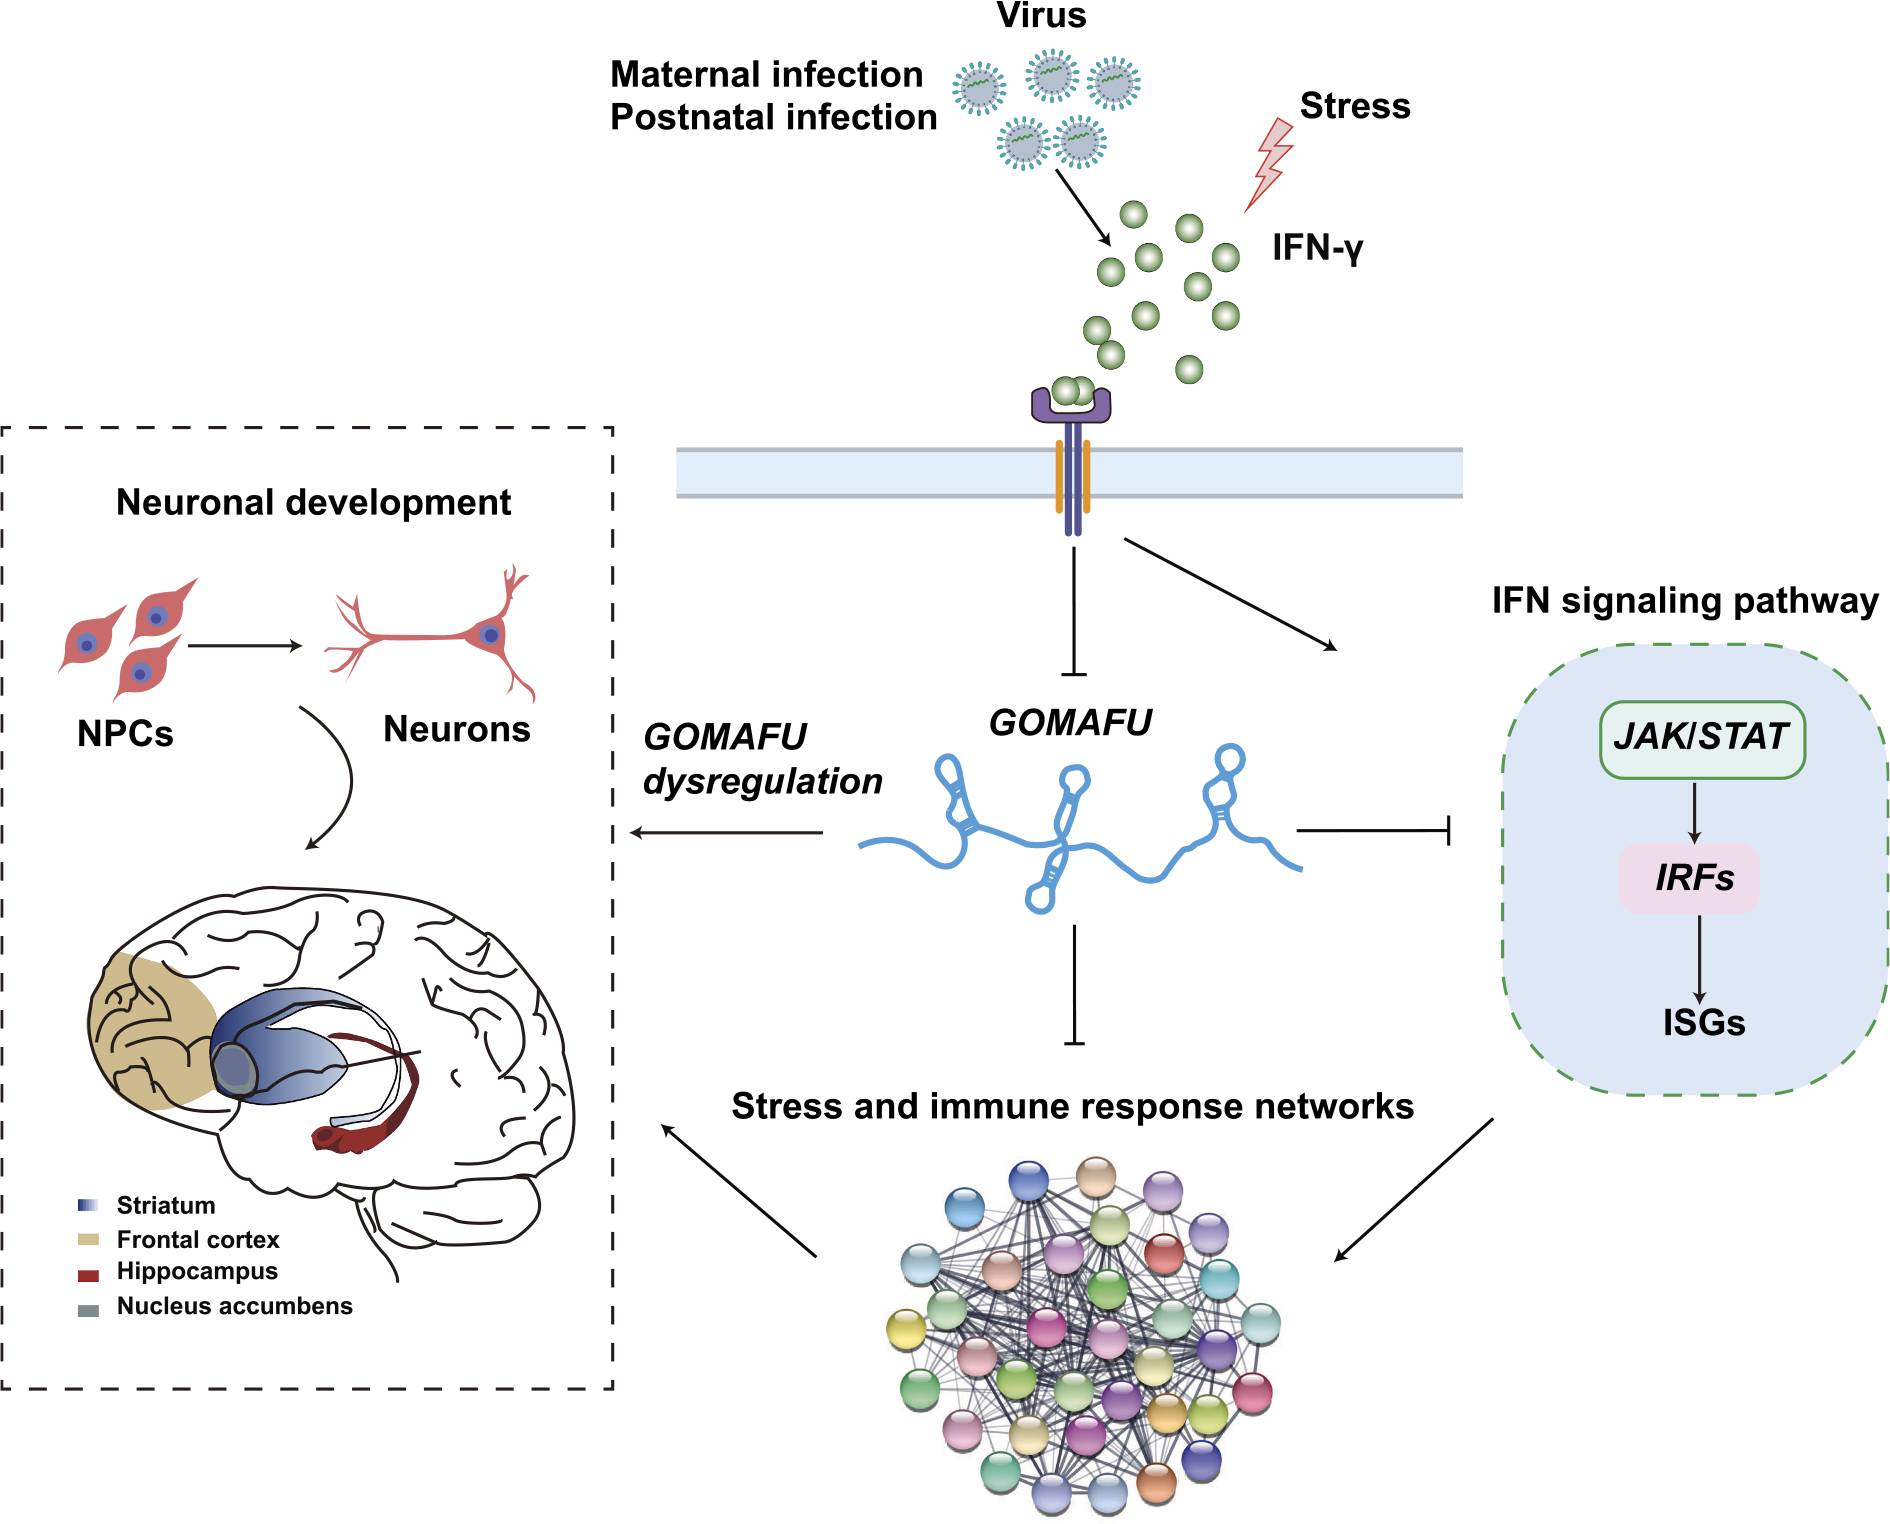 Virus
Maternal infection
Postnatal infection
Stress
IFN-γ
Neuronal development
NPCs
Neurons
GOMAFU
dysregulation
GOMAFU
IFN signaling pathway
JAK/STAT
IRFs
ISGs
Stress and immune response networks
Striatum
Frontal cortex
Hippocampus
Nucleus accumbens